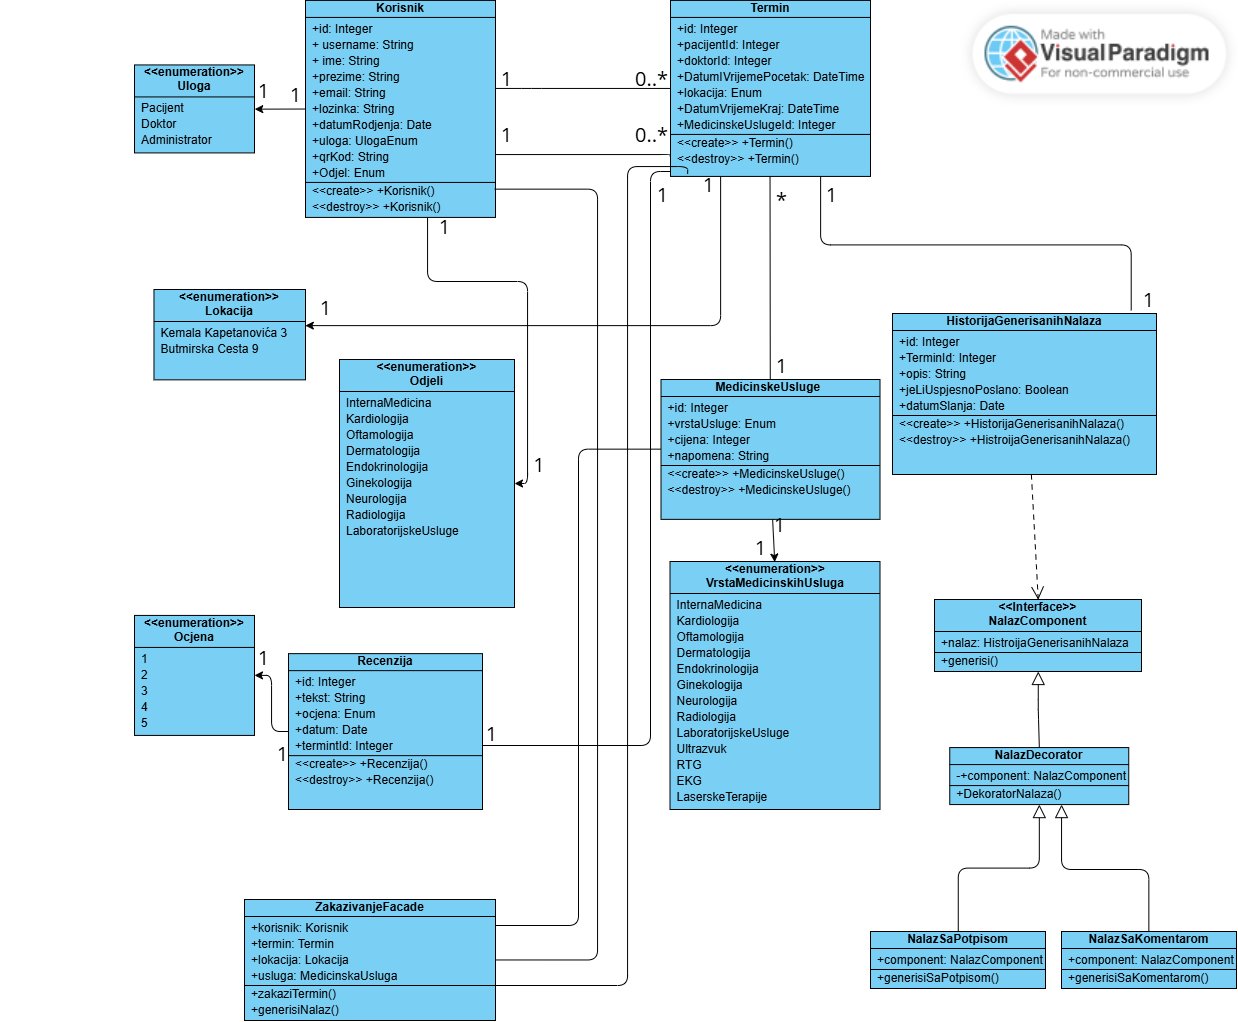 Korisnik
+id: Integer
+ username: String
+ ime: String
+prezime: String
+email: String
+lozinka: String
+datumRodjenja: Date
+uloga: UlogaEnum
+qrKod: String
+Odjel: Enum
<<create>> +Korisnik()
<<destroy>> +Korisnik()
Termin
+id: Integer
+pacijentId: Integer
+doktorId: Integer
+DatumIVrijemePocetak: DateTime
+lokacija: Enum
+DatumVrijemeKraj: DateTime
+MedicinskeUslugeId: Integer
<<create>> +Termin()
<<destroy>> +Termin()
Made with
Visual Paradigm
For non-commercial use
<<enumeration>>
Uloga
Pacijent
Doktor
Administrator
1
1
1
0..*
1
0..*
1
1
1
*
1
<<enumeration>>
Lokacija
Kemala Kapetanovića 3
Butmirska Cesta 9
1
<<enumeration>>
Odjeli
InternaMedicina
Kardiologija
Oftamologija
Dermatologija
Endokrinologija
Ginekologija
Neurologija
Radiologija
LaboratorijskeUsluge
1
1
MedicinskeUsluge
+id: Integer
+vrstaUsluge: Enum
+cijena: Integer
+napomena: String
<<create>> +MedicinskeUsluge()
<<destroy>> +MedicinskeUsluge()
1
HistorijaGenerisanihNalaza
+id: Integer
+TerminId: Integer
+opis: String
+jeLiUspjesnoPoslano: Boolean
+datumSlanja: Date
<<create>> +HistorijaGenerisanihNalaza()
<<destroy>> +HistroijaGenerisanihNalaza()
1
1
<<enumeration>>
VrstaMedicinskihUsluga
InternaMedicina
Kardiologija
Oftamologija
Dermatologija
Endokrinologija
Ginekologija
Neurologija
Radiologija
LaboratorijskeUsluge
Ultrazvuk
RTG
EKG
LaserskeTerapije
<<Interface>>
NalazComponent
+nalaz: HistroijaGenerisanihNalaza
+generisi()
<<enumeration>>
Ocjena
1
2
3
4
5
1
1
Recenzija
+id: Integer
+tekst: String
+ocjena: Enum
+datum: Date
+termintId: Integer
<<create>> +Recenzija()
<<destroy>> +Recenzija()
1
NalazDecorator
-+component: NalazComponent
+DekoratorNalaza()
ZakazivanjeFacade
+korisnik: Korisnik
+termin: Termin
+lokacija: Lokacija
+usluga: MedicinskaUsluga
+zakaziTermin()
+generisiNalaz()
NalazSaPotpisom
+component: NalazComponent
+generisiSaPotpisom()
NalazSaKomentarom
+component: NalazComponent
+generisiSaKomentarom()